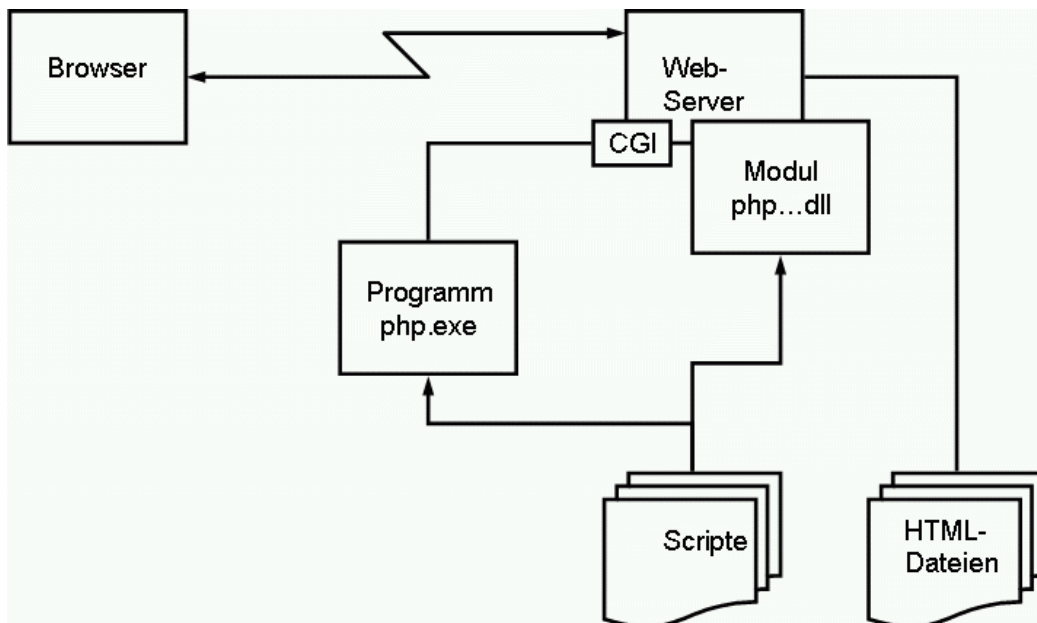 Browser
Web-
Server
CGI
Modul
php...dll
Programm
php.exe
Scripte
HTML-
Dateien